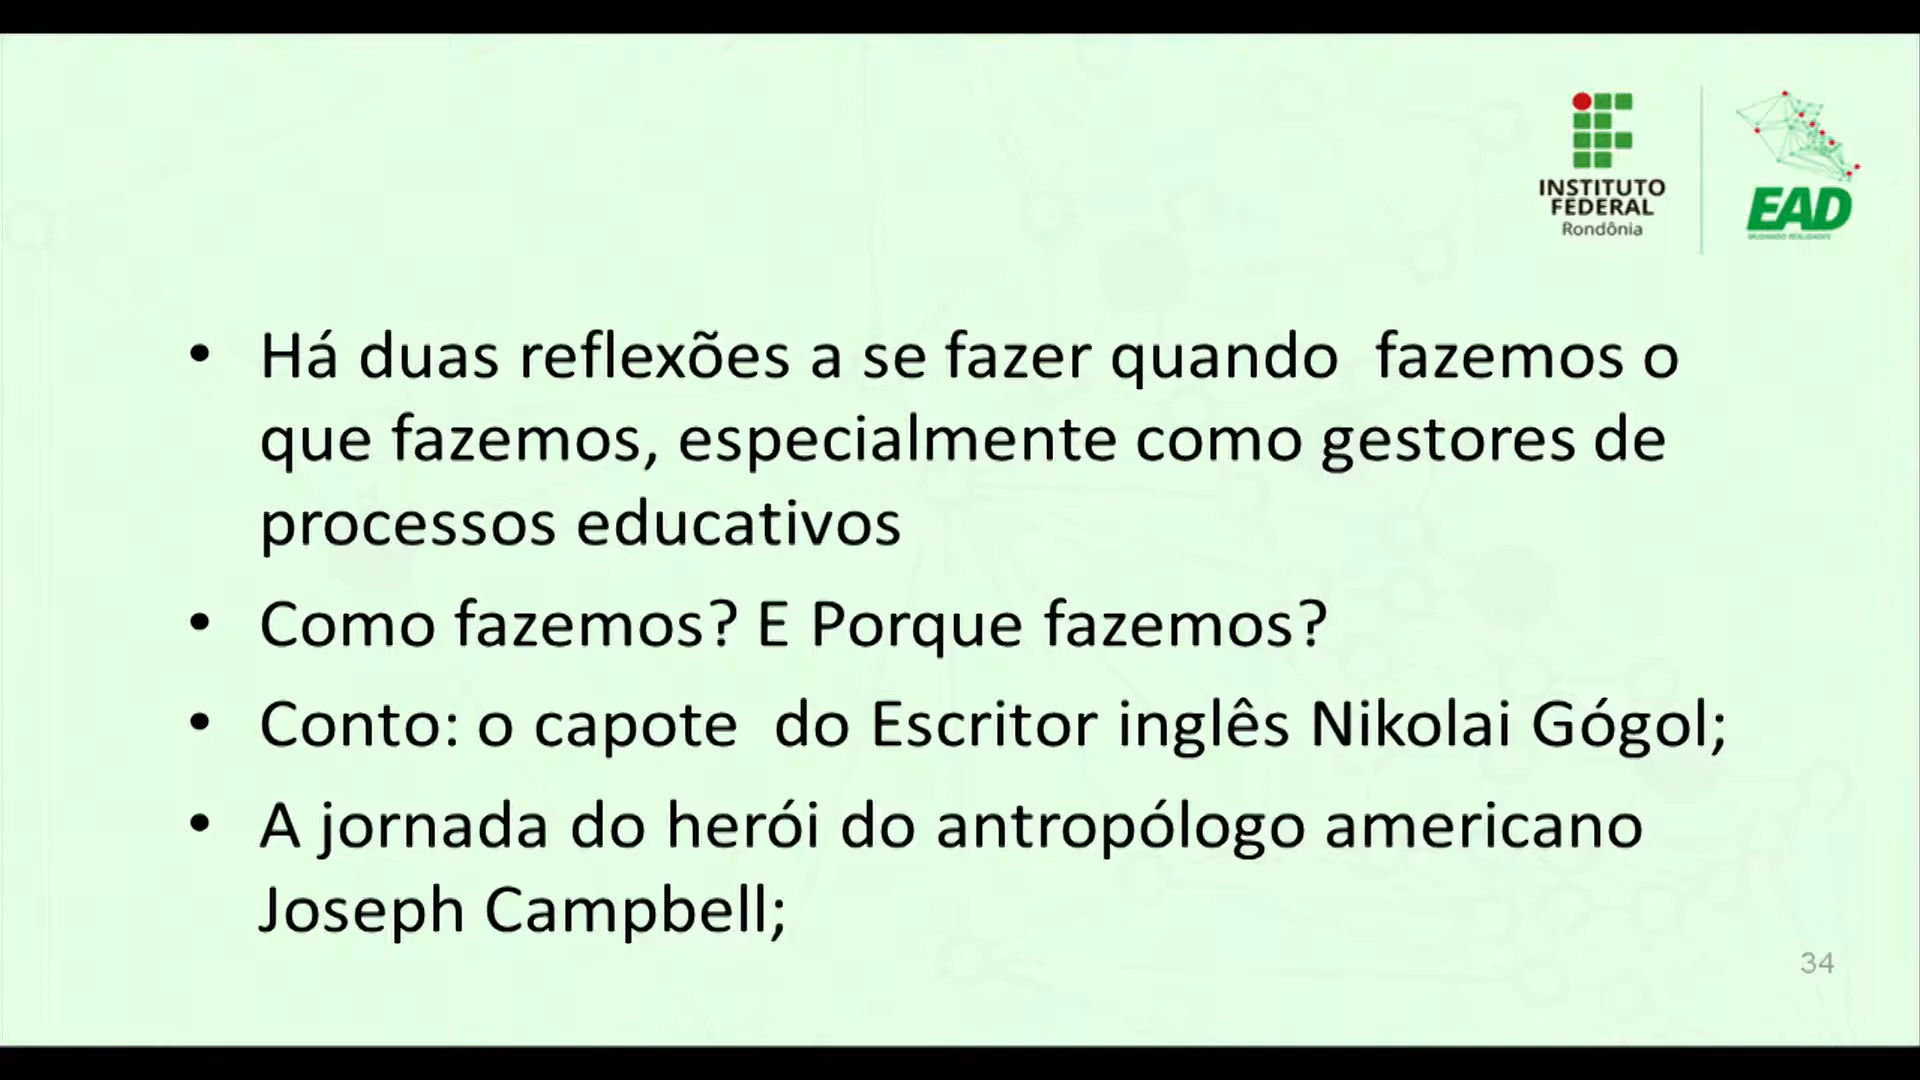 INSTITUTO
FEDERAL
Rondônia
EAD
• Há duas reflexões a se fazer quando  fazemos o
que fazemos, especialmente como gestores de
processos educativos
• Como fazemos? E Porque fazemos?
• Conto: o capote  do Escritor inglês Nikolai Gógol;
• A jornada do herói do antropólogo americano
Joseph Campbell;
34